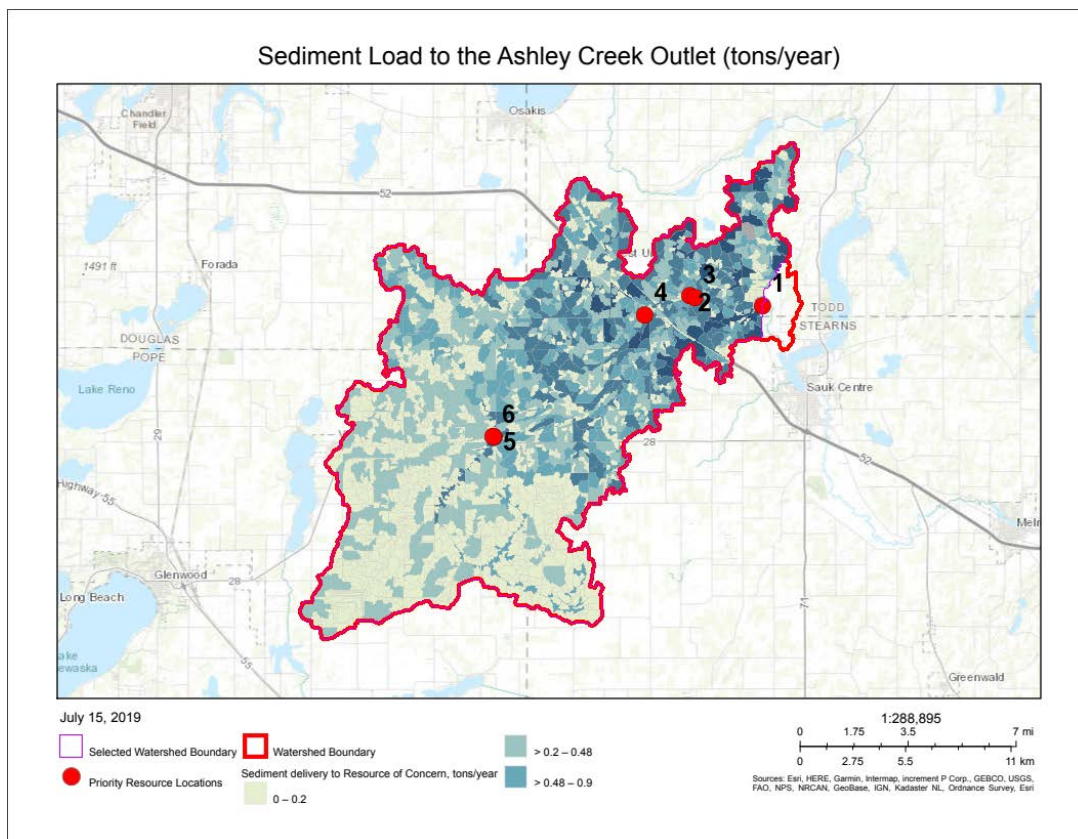 Sediment Load to the Ashley Creek Outlet (tons/year)
Chandler
Field
Osakis
52
1491 ft
Forada
DOUGLAS
POPE
Lake Reno
29
3
4
2
1
TODD
STEARNS
Sauk Centre
6
5
28
52
Highway 55
Glenwood
28
Long Beach
55
71
Greenwald
July 15, 2019
Selected Watershed Boundary
Watershed Boundary
Priority Resource Locations
Sediment delivery to Resource of Concern, tons/year
0 – 0.2
> 0.2 – 0.48
> 0.48 – 0.9
1:288,895
0 1.75 3.5 7 mi
0 2.75 5.5 11 km
Sources: Esri, HERE, Garmin, Intermap, increment P Corp., GEBCO, USGS,
FAO, NPS, NRCAN, GeoBase, IGN, Kadaster NL, Ordnance Survey, Esri